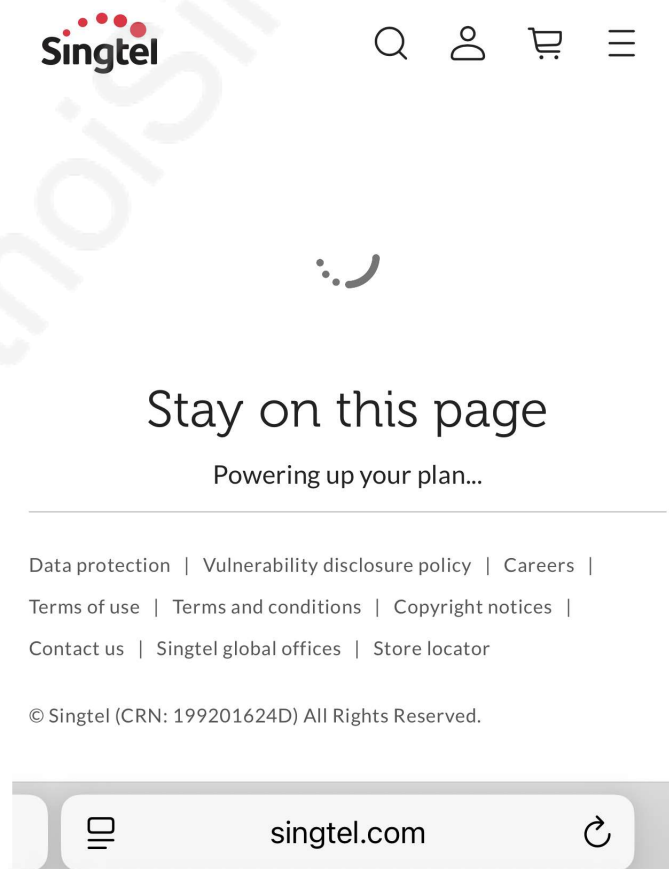 Singtel
Stay on this page
Powering up your plan...
Data protection | Vulnerability disclosure policy | Careers |
Terms of use | Terms and conditions | Copyright notices |
Contact us | Singtel global offices | Store locator
© Singtel (CRN: 199201624D) All Rights Reserved.
singtel.com